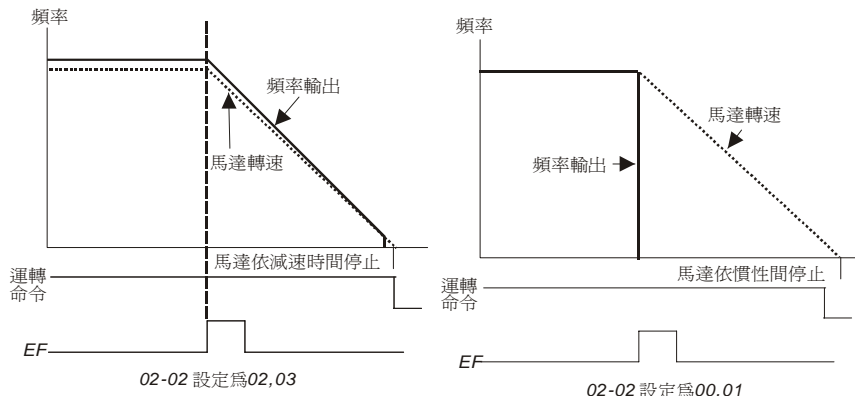 頻率
頻率輸出
馬達轉速
馬達依減速時間停止
運轉
命令
EF
02-02 設定爲02,03
頻率
馬達轉速
頻率輸出
馬達依慣性間停止
運轉
命令
EF
02-02 設定爲00,01